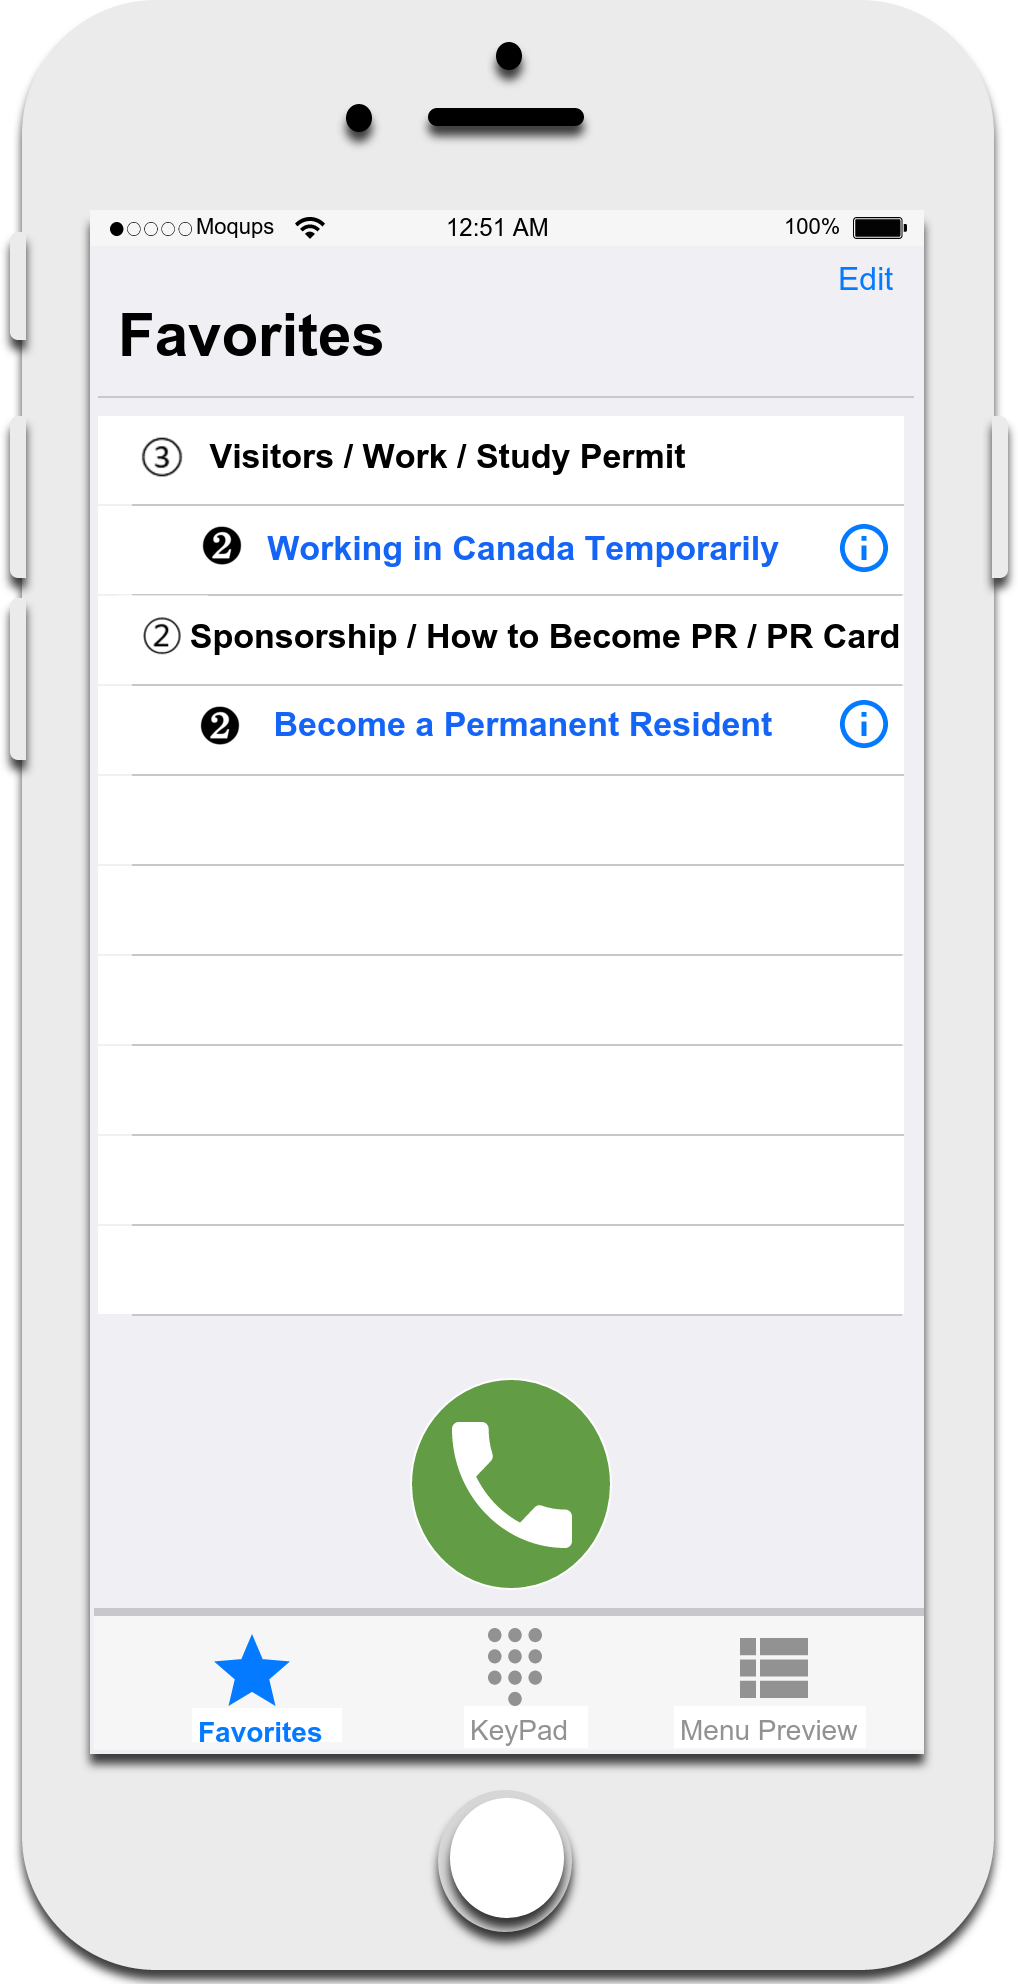 Moqups 12:51 AM 100%
Edit
Favorites
③ Visitors / Work / Study Permit
❷ Working in Canada Temporarily
② Sponsorship / How to Become PR / PR Card
❷ Become a Permanent Resident
Favorites KeyPad Menu Preview